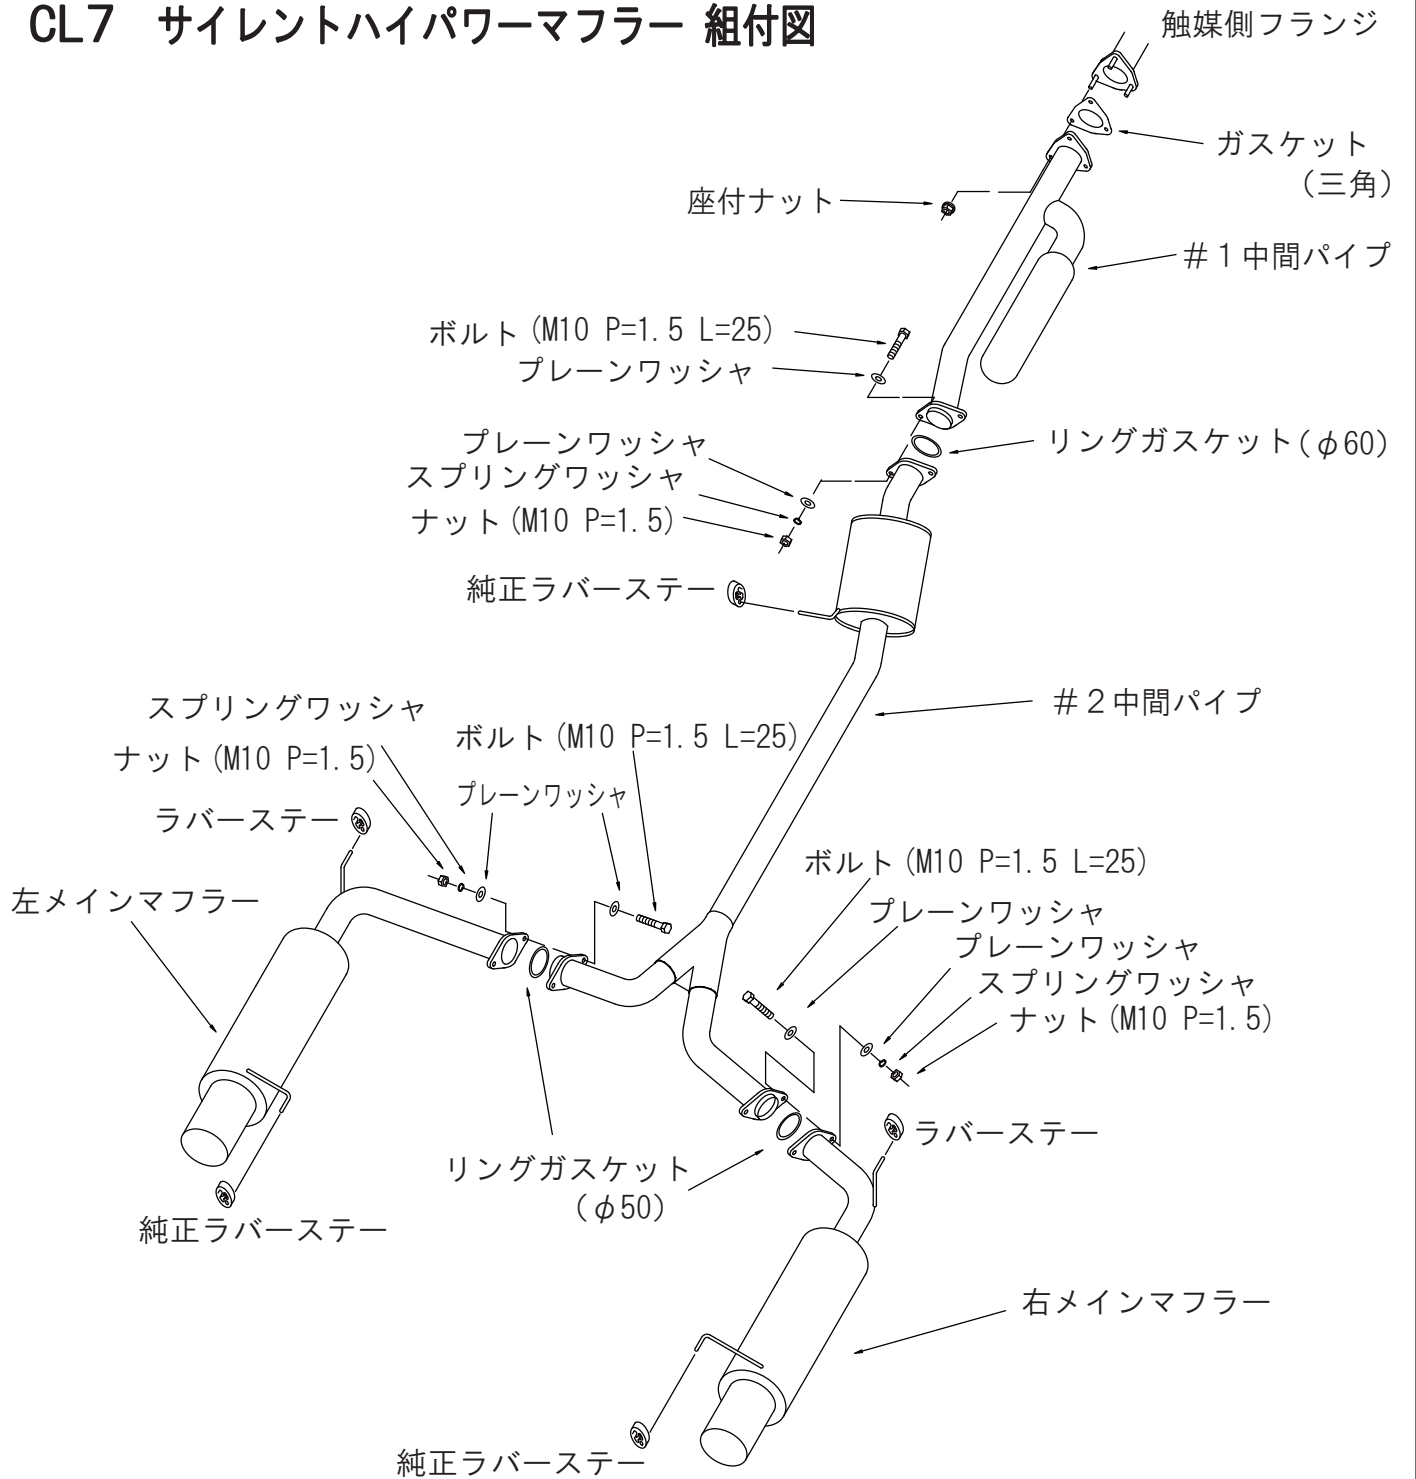 CL7　サイレントハイパワーマフラー 組付図
触媒側フランジ
ガスケット
（三角）
座付ナット
＃１中間パイプ
ボルト(M10 P=1.5 L=25)
プレーンワッシャ
プレーンワッシャ
リングガスケット(φ60)
スプリングワッシャ
ナット(M10 P=1.5)
純正ラバーステー
スプリングワッシャ
＃２中間パイプ
ボルト(M10 P=1.5 L=25)
ナット(M10 P=1.5)
プレーンワッシャ
ラバーステー
ボルト(M10 P=1.5 L=25)
左メインマフラー
プレーンワッシャ
プレーンワッシャ
スプリングワッシャ
ナット(M10 P=1.5)
ラバーステー
リングガスケット
（φ50）
純正ラバーステー
右メインマフラー
純正ラバーステー